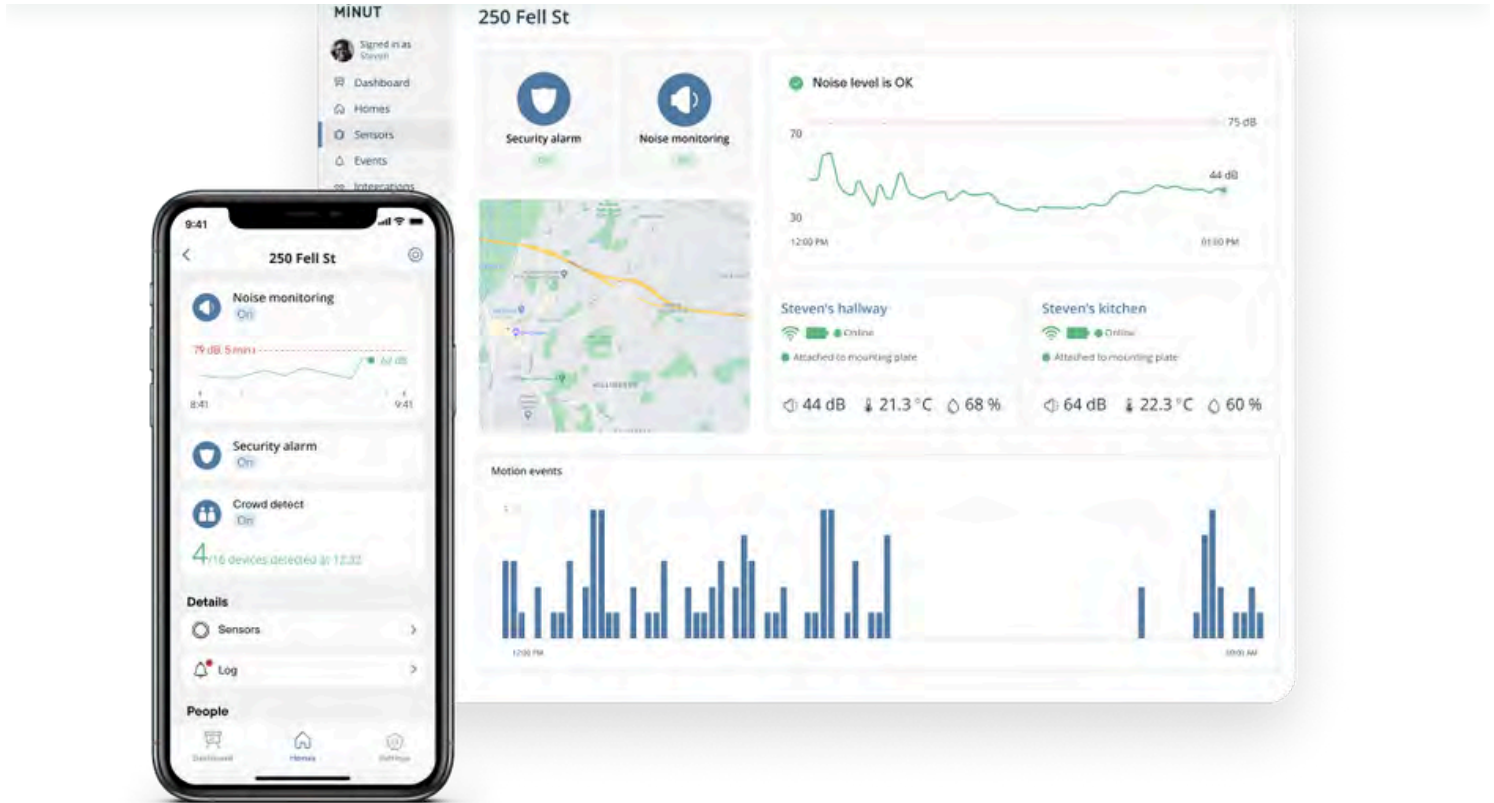 MINUT
Signed in as
Steven
Dashboard
Homes
Sensors
Events
Integrations
250 Fell St
Security alarm
On
Noise monitoring
On
Noise level is OK
75 dB
70
44 dB
30
12:00 PM
01:00 PM
Steven's hallway
Online
Attached to mounting plate
44 dB 21.3 °C 68 %
Steven's kitchen
Online
Attached to mounting plate
64 dB 22.3 °C 60 %
Motion events
12:00 PM
9:41
250 Fell St
Noise monitoring
On
79 dB, 5 min
62 dB
8:41
9:41
Security alarm
On
Crowd detect
On
4/16 devices detected at 12:32
Details
Sensors
Log
People
Dashboard
Homes
Settings